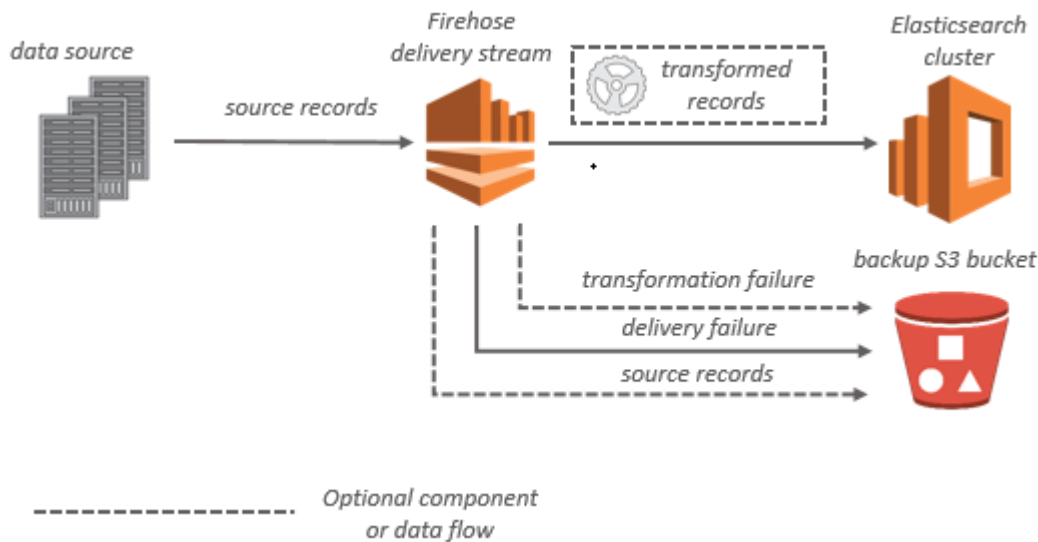 data source
source records
Firehose
delivery stream
transformed
records
Elasticsearch
cluster
backup S3 bucket
transformation failure
delivery failure
source records
Optional component
or data flow